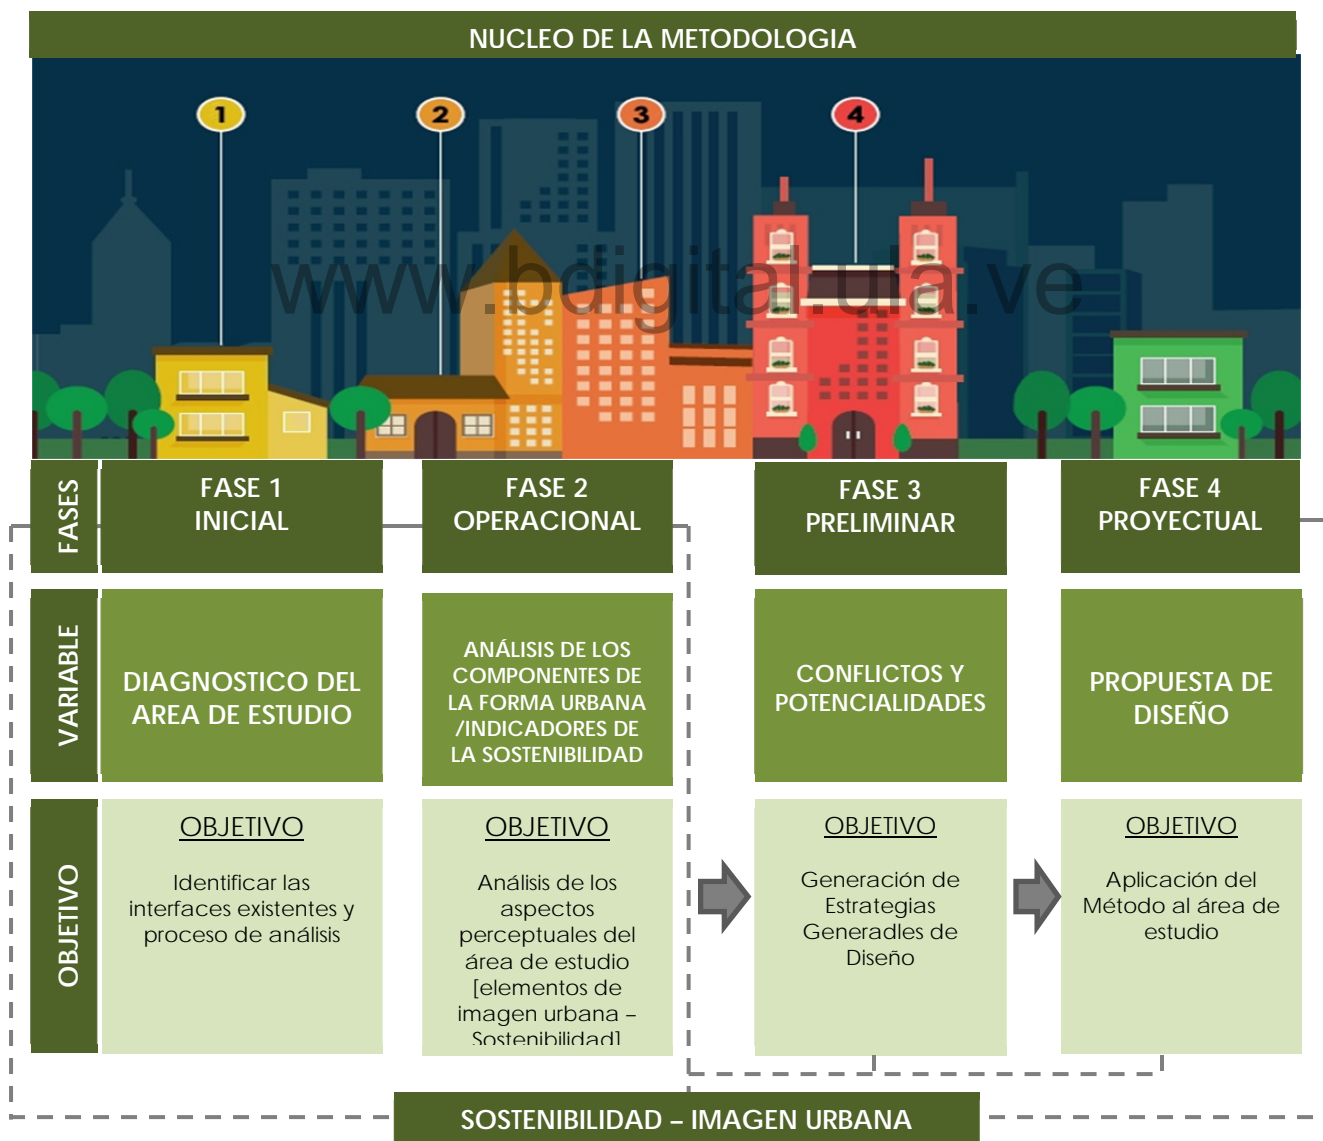 NUCLEO DE LA METODOLOGIA
1
2
3
4
www.bdigital.ula.ve
FASES
FASE 1
INICIAL
FASE 2
OPERACIONAL
FASE 3
PRELIMINAR
FASE 4
PROYECTUAL
VARIABLE
DIAGNOSTICO DEL
AREA DE ESTUDIO
ANÁLISIS DE LOS
COMPONENTES DE
LA FORMA URBANA
/INDICADORES DE
LA SOSTENIBILIDAD
CONFLICTOS Y
POTENCIALIDADES
PROPUESTA DE
DISEÑO
OBJETIVO
OBJETIVO
Identificar las
interfaces existentes y
proceso de análisis
OBJETIVO
Análisis de los
aspectos
perceptuales del
área de estudio
[elementos de
imagen urbana –
Sostenibilidad]
OBJETIVO
Generación de
Estrategias
Generadles de
Diseño
OBJETIVO
Aplicación del
Método al área de
estudio
SOSTENIBILIDAD – IMAGEN URBANA